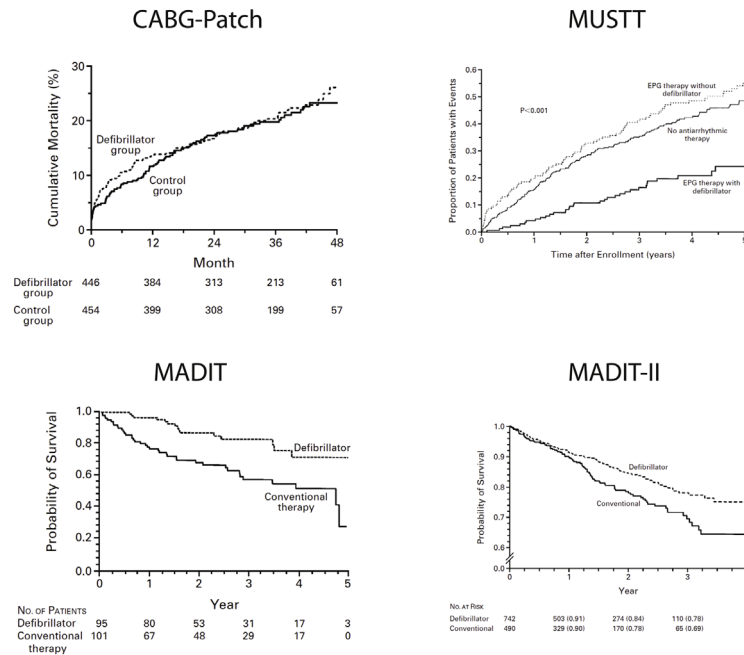 CABG-Patch
30
20
10
0
Cumulative Mortality (%)
Defibrillator
group
Control
group
0 12 24 36 48
Month
Defibrillator 446 384 313 213 61
group
Control 454 399 308 199 57
group
MUSTT
0.6
0.5
0.4
0.3
0.2
0.1
0.0
Proportion of Patients with Events
P<0.001
EPG therapy without
defibrillator
No antiarrhythmic
therapy
EPG therapy with
defibrillator
0 1 2 3 4 5
Time after Enrollment (years)
MADIT
1.0
0.8
0.6
0.4
0.2
0.0
Probability of Survival
Defibrillator
Conventional
therapy
0 1 2 3 4 5
Year
No. of Patients
Defibrillator 95 80 53 31 17 3
Conventional 101 67 48 29 17 0
therapy
MADIT-II
1.0
0.9
0.8
0.7
0.6
0.0
Probability of Survival
Defibrillator
Conventional
0 1 2 3
Year
No. at Risk
Defibrillator 742 503 (0.91) 274 (0.84) 110 (0.78)
Conventional 490 329 (0.90) 170 (0.78) 65 (0.69)